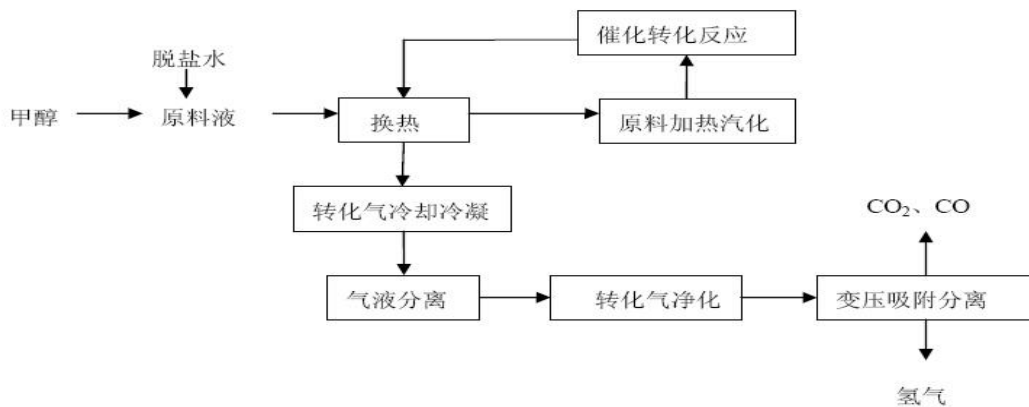 催化转化反应
脱盐水
甲醇
原料液
换热
原料加热汽化
转化气冷却冷凝
CO₂、CO
气液分离
转化气净化
变压吸附分离
氢气